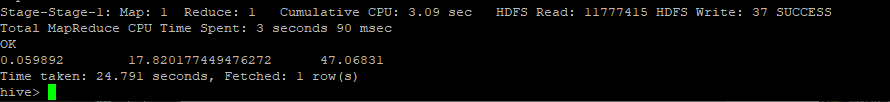 Stage-Stage-1: Map: 1  Reduce: 1   Cumulative CPU: 3.09 sec   HDFS Read: 11777415 HDFS Write: 37 SUCCESS
Total MapReduce CPU Time Spent: 3 seconds 90 msec
OK
0.059892        17.820177449476272      47.06831
Time taken: 24.791 seconds, Fetched: 1 row(s)
hive>